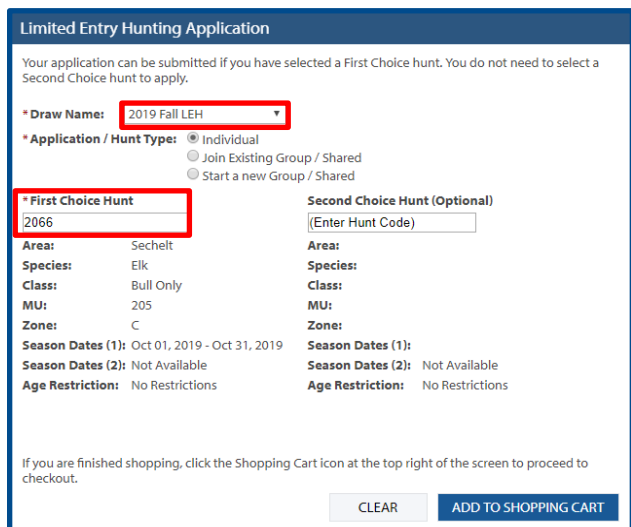 Limited Entry Hunting Application
Your application can be submitted if you have selected a First Choice hunt. You do not need to select a
Second Choice hunt to apply.
* Draw Name: 2019 Fall LEH
* Application / Hunt Type: Individual
Join Existing Group / Shared
Start a new Group / Shared
* First Choice Hunt
2066
Area: Sechelt
Species: Elk
Class: Bull Only
MU: 205
Zone: C
Season Dates (1): Oct 01, 2019 - Oct 31, 2019
Season Dates (2): Not Available
Age Restriction: No Restrictions
Second Choice Hunt (Optional)
(Enter Hunt Code)
Area:
Species:
Class:
MU:
Zone:
Season Dates (1):
Season Dates (2): Not Available
Age Restriction: No Restrictions
If you are finished shopping, click the Shopping Cart icon at the top right of the screen to proceed to
checkout.
CLEAR ADD TO SHOPPING CART